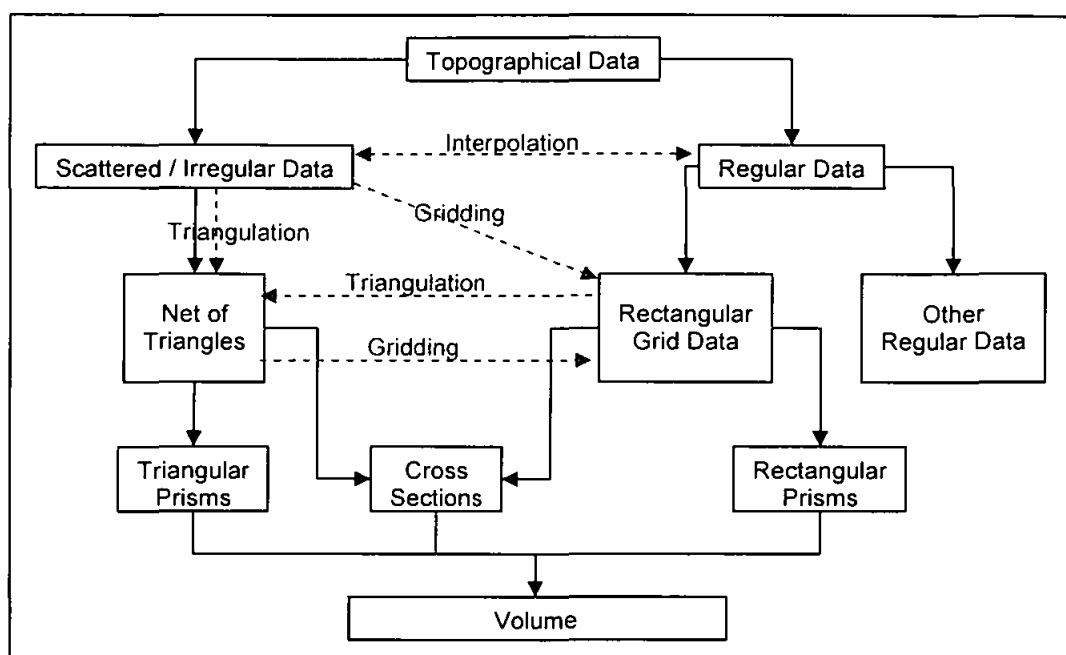 Topographical Data
Interpolation
Scattered / Irregular Data
Regular Data
Gridding
Triangulation
Triangulation
Net of
Triangles
Rectangular
Grid Data
Other
Regular Data
Gridding
Triangular
Prisms
Cross
Sections
Rectangular
Prisms
Volume